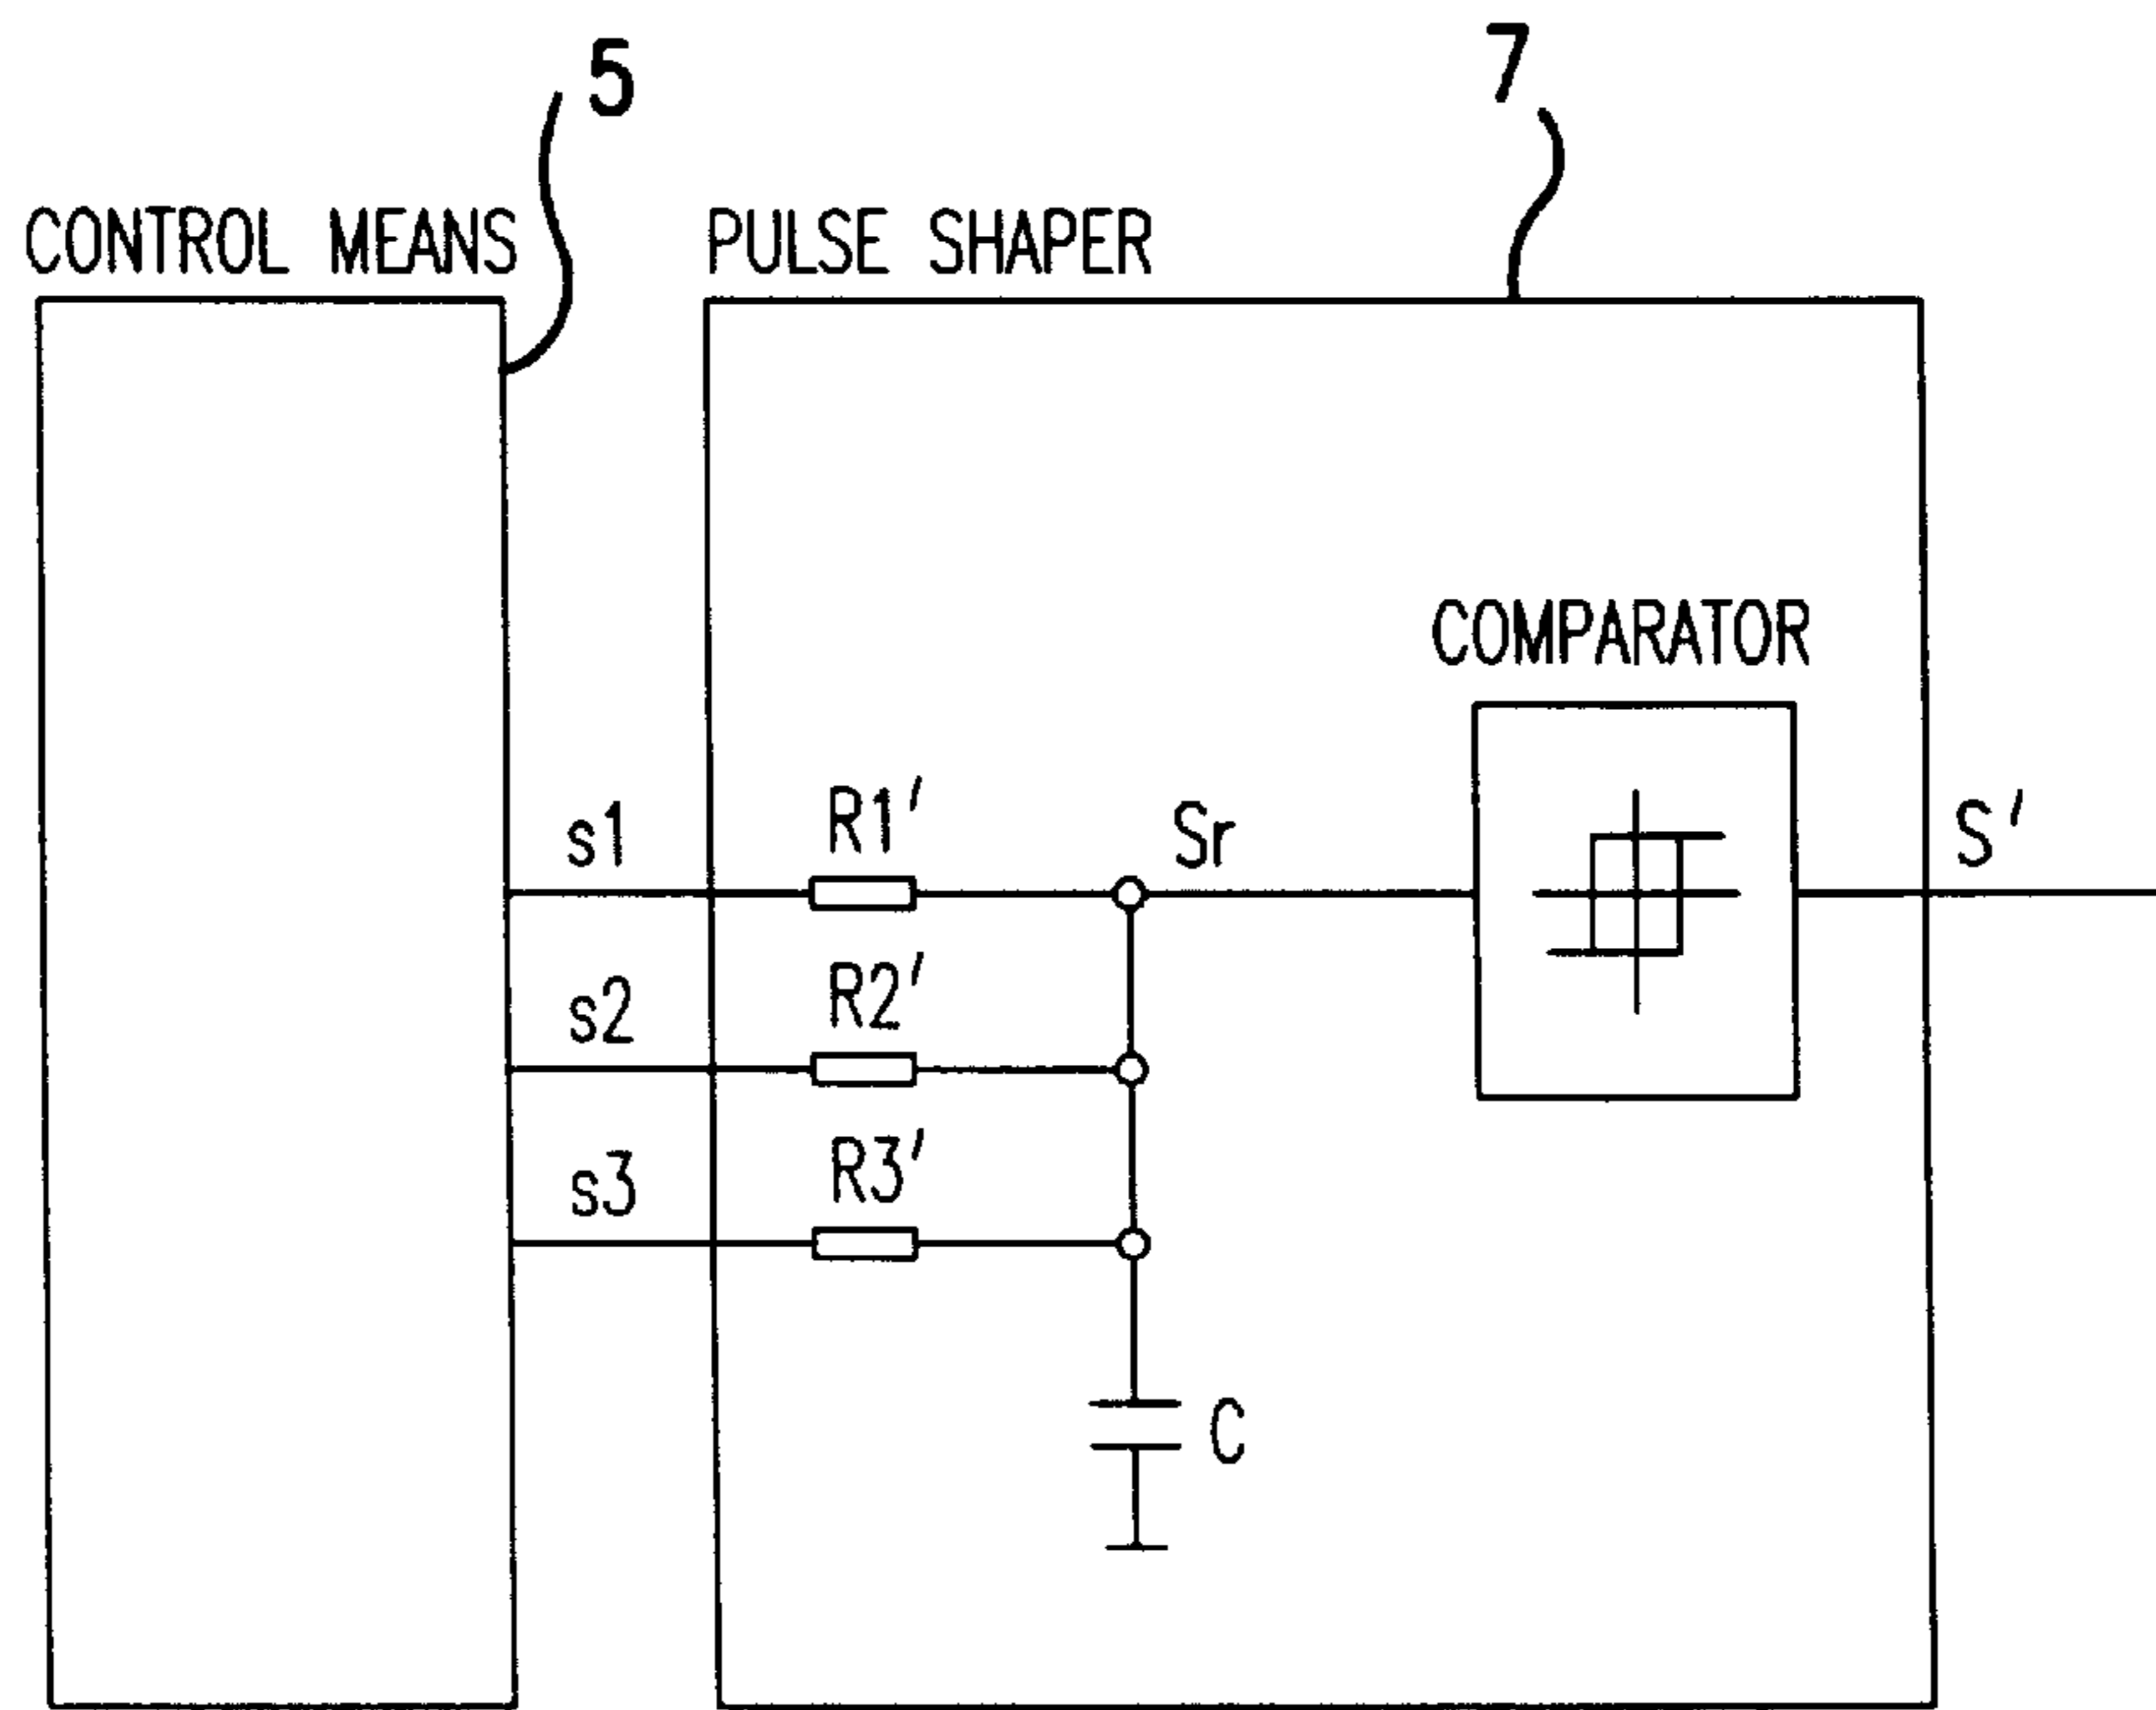 5
7
CONTROL MEANS
PULSE SHAPER
COMPARATOR
s1
R1'
Sr
S'
s2
R2'
s3
R3'
C